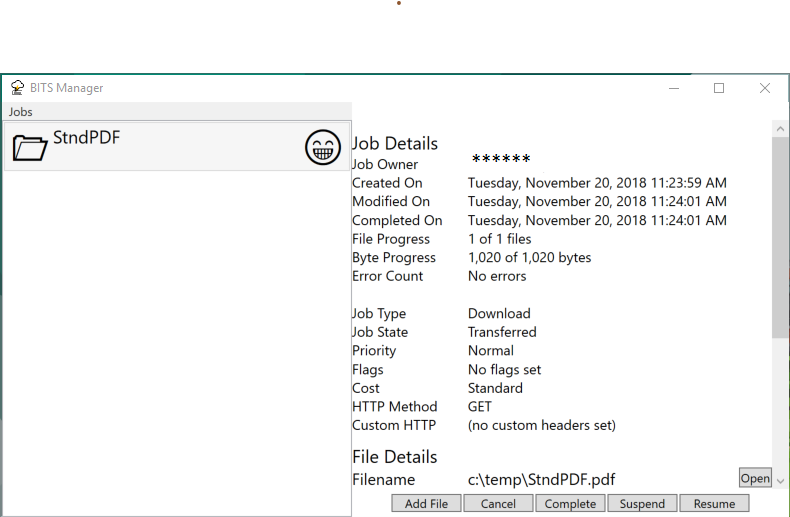 BITS Manager
Jobs
StndPDF
Job Details
Job Owner ******
Created On Tuesday, November 20, 2018 11:23:59 AM
Modified On Tuesday, November 20, 2018 11:24:01 AM
Completed On Tuesday, November 20, 2018 11:24:01 AM
File Progress 1 of 1 files
Byte Progress 1,020 of 1,020 bytes
Error Count No errors
Job Type Download
Job State Transferred
Priority Normal
Flags No flags set
Cost Standard
HTTP Method GET
Custom HTTP (no custom headers set)
File Details
Filename c:\temp\StndPDF.pdf Open
Add File Cancel Complete Suspend Resume